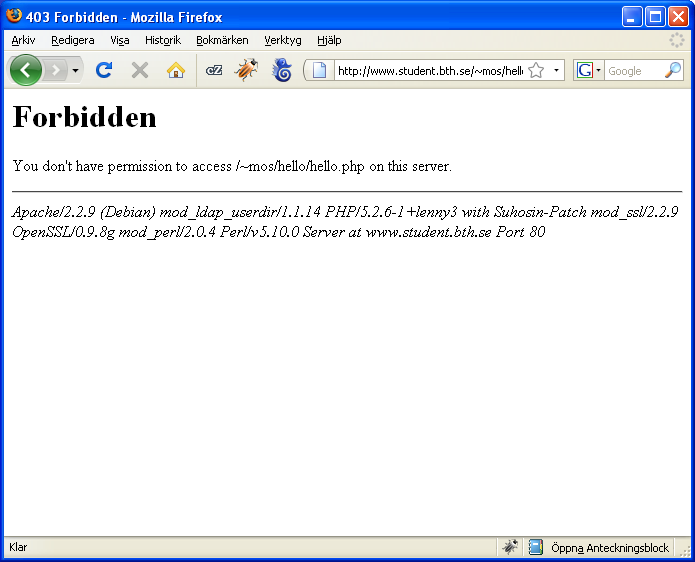 403 Forbidden - Mozilla Firefox
Arkiv Redigera Visa Historik Bokmärken Verktyg Hjälp
http://www.student.bth.se/~mos/hell Google
Forbidden
You don't have permission to access /~mos/hello/hello.php on this server.
Apache/2.2.9 (Debian) mod_ldap_userdir/1.1.14 PHP/5.2.6-1+lenny3 with Suhosin-Patch mod_ssl/2.2.9
OpenSSL/0.9.8g mod_perl/2.0.4 Perl/v5.10.0 Server at www.student.bth.se Port 80
Klar Öppna Anteckningsblock